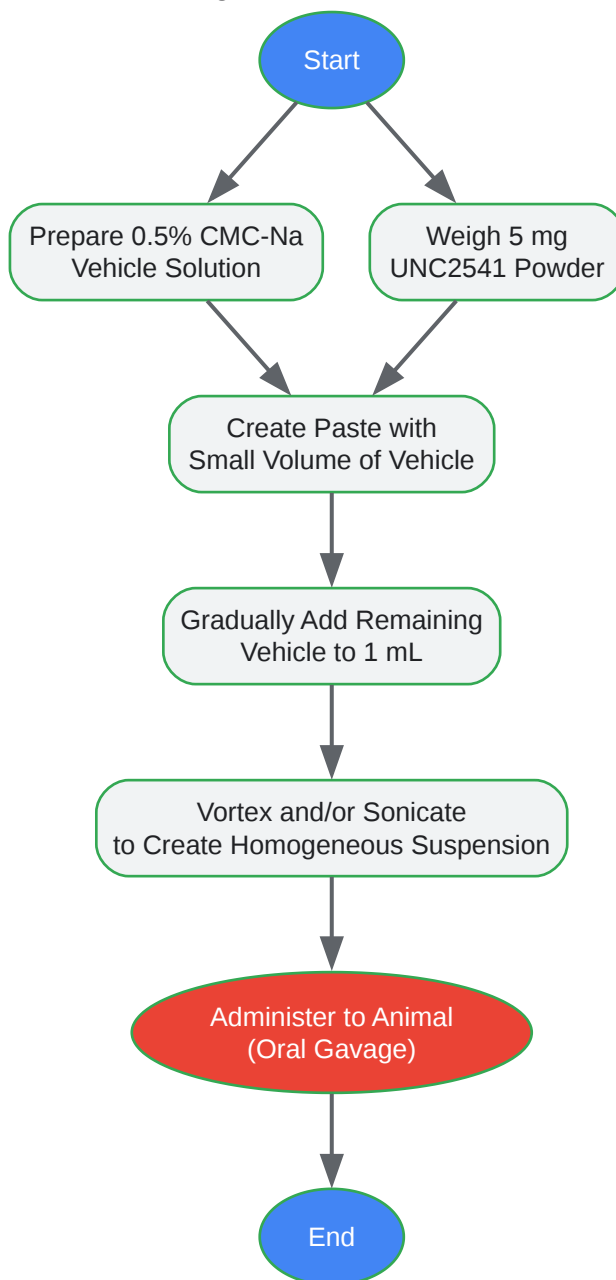 Start
Prepare 0.5% CMC-Na
Vehicle Solution
Weigh 5 mg
UNC2541 Powder
Create Paste with
Small Volume of Vehicle
Gradually Add Remaining
Vehicle to 1 mL
Vortex and/or Sonicate
to Create Homogeneous Suspension
Administer to Animal
(Oral Gavage)
End